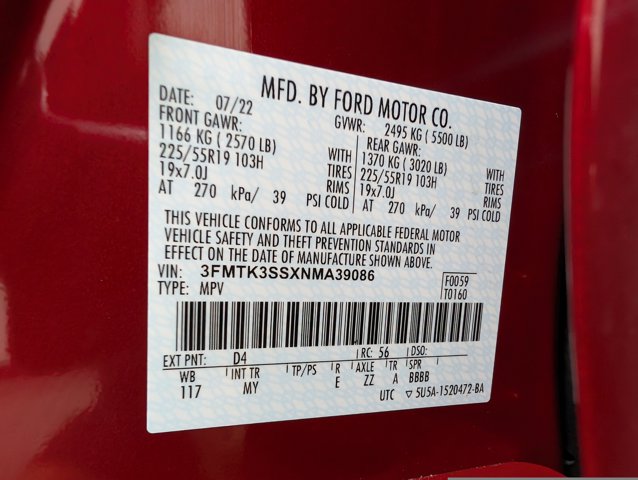 MFD. BY FORD MOTOR CO.
DATE: 07/22 GVWR: 2495 KG ( 5500 LB)
FRONT GAWR: REAR GAWR:
1166 KG ( 2570 LB) WITH 1370 KG ( 3020 LB) WITH
225/55R19 103H TIRES 225/55R19 103H TIRES
19x7.0J RIMS 19x7.0J RIMS
AT 270 kPa/ 39 PSI COLD AT 270 kPa/ 39 PSI COLD
THIS VEHICLE CONFORMS TO ALL APPLICABLE FEDERAL MOTOR
VEHICLE SAFETY AND THEFT PREVENTION STANDARDS IN
EFFECT ON THE DATE OF MANUFACTURE SHOWN ABOVE.
VIN: 3FMTK3SSXNMA39086 F0059
TYPE: MPV T0160
EXT PNT: D4 RC: 56 DSO:
WB INT TR TP/PS R AXLE TR SPR
117 MY E ZZ A BBBB
UTC ▽ 5U5A-1520472-BA